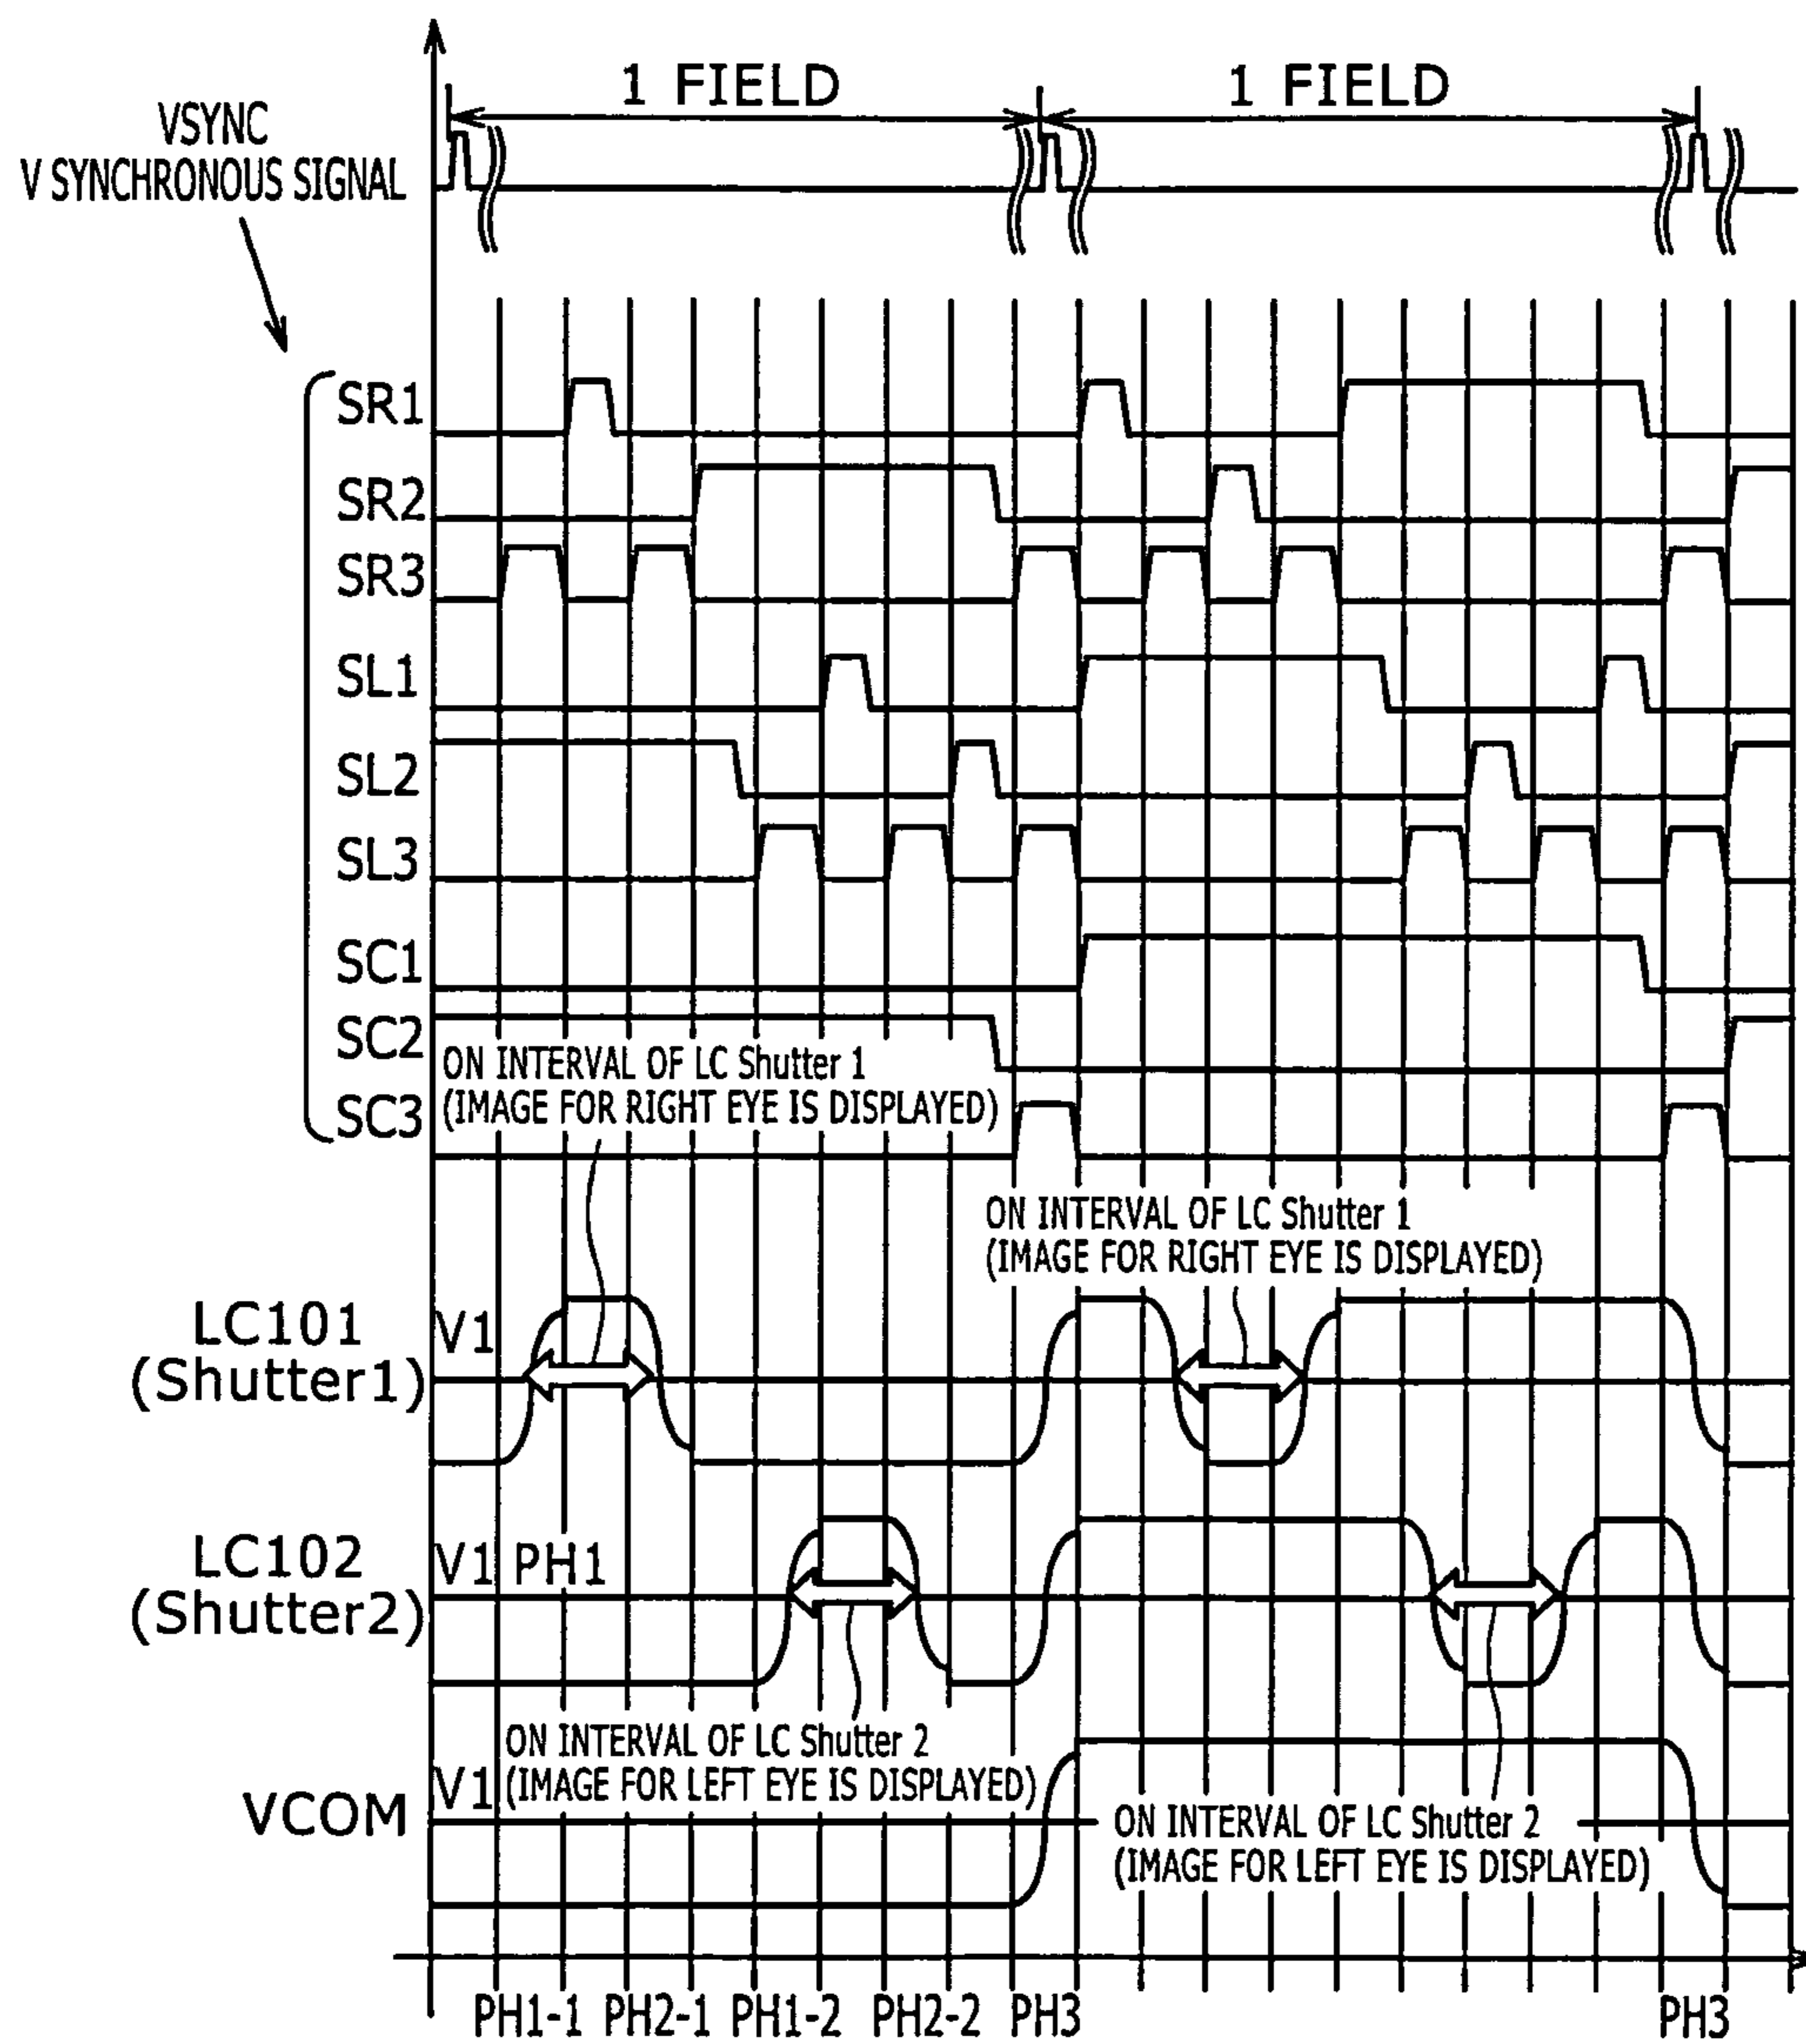 1 FIELD
1 FIELD
VSYNC
V SYNCHRONOUS SIGNAL
SR1
SR2
SR3
SL1
SL2
SL3
SC1
SC2
ON INTERVAL OF LC Shutter 1
(IMAGE FOR RIGHT EYE IS DISPLAYED)
SC3
ON INTERVAL OF LC Shutter 1
(IMAGE FOR RIGHT EYE IS DISPLAYED)
LC101
(Shutter1)
V1
LC102
(Shutter2)
V1 PH1
ON INTERVAL OF LC Shutter 2
(IMAGE FOR LEFT EYE IS DISPLAYED)
VCOM
V1
ON INTERVAL OF LC Shutter 2
(IMAGE FOR LEFT EYE IS DISPLAYED)
PH1-1 PH2-1 PH1-2 PH2-2 PH3 PH3